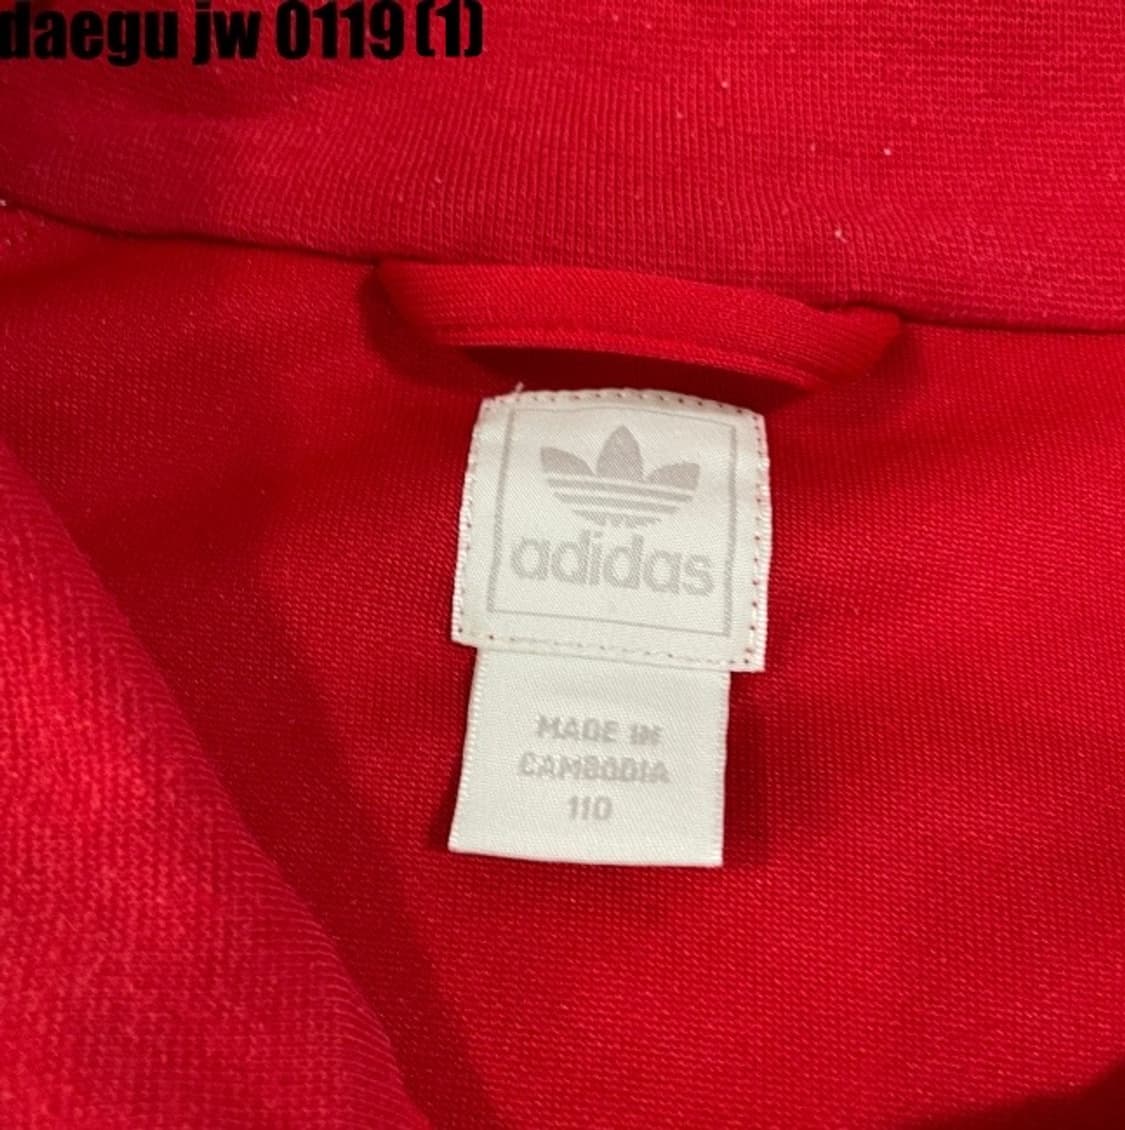 daegu jw 0119(1)
adidas
MADE IN
CAMBODIA
110